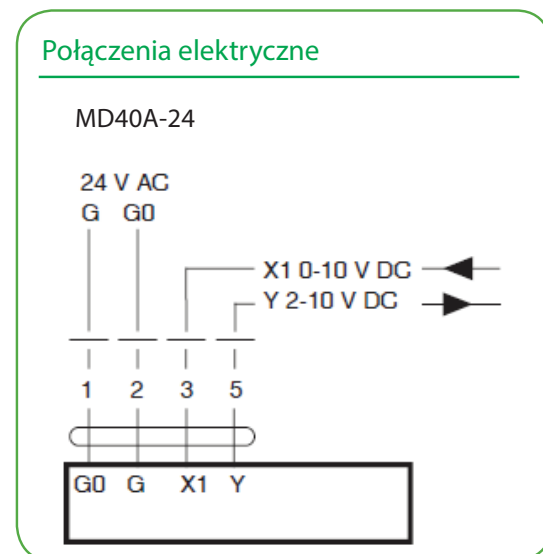 Połączenia elektryczne
MD40A-24
24 V AC
G G0
X1 0-10 V DC
Y 2-10 V DC
1 2 3 5
G0 G X1 Y